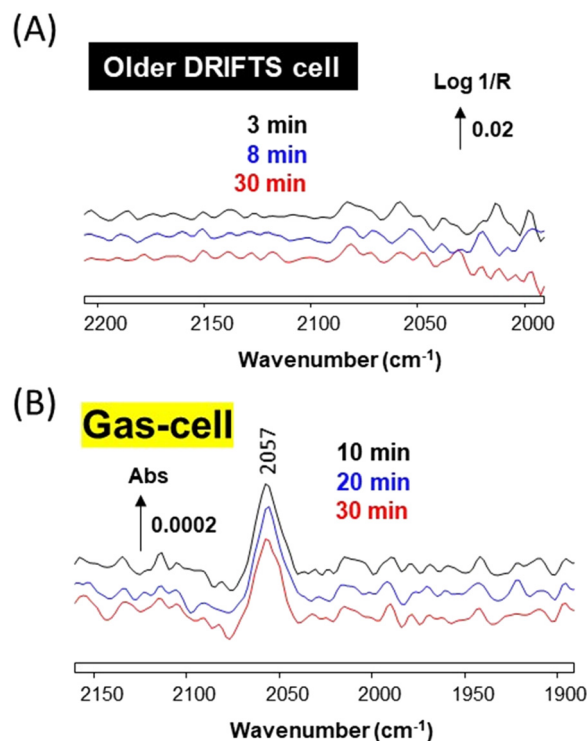 (A)
Older DRIFTS cell
Log 1/R
0.02
3 min
8 min
30 min
2200 2150 2100 2050 2000
Wavenumber (cm⁻¹)
(B)
Gas-cell
2057
10 min
20 min
30 min
Abs
0.0002
2150 2100 2050 2000 1950 1900
Wavenumber (cm⁻¹)